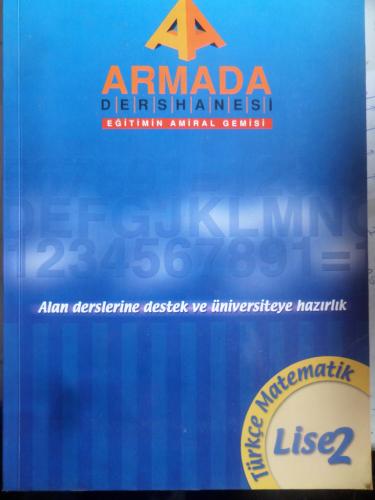 ARMADA
DERSHANESİ
EĞİTİMİN AMİRAL GEMİSİ
DEFGJKLMNO
1234567891=1
Alan derslerine destek ve üniversiteye hazırlık
Türkçe Matematik
Lise2